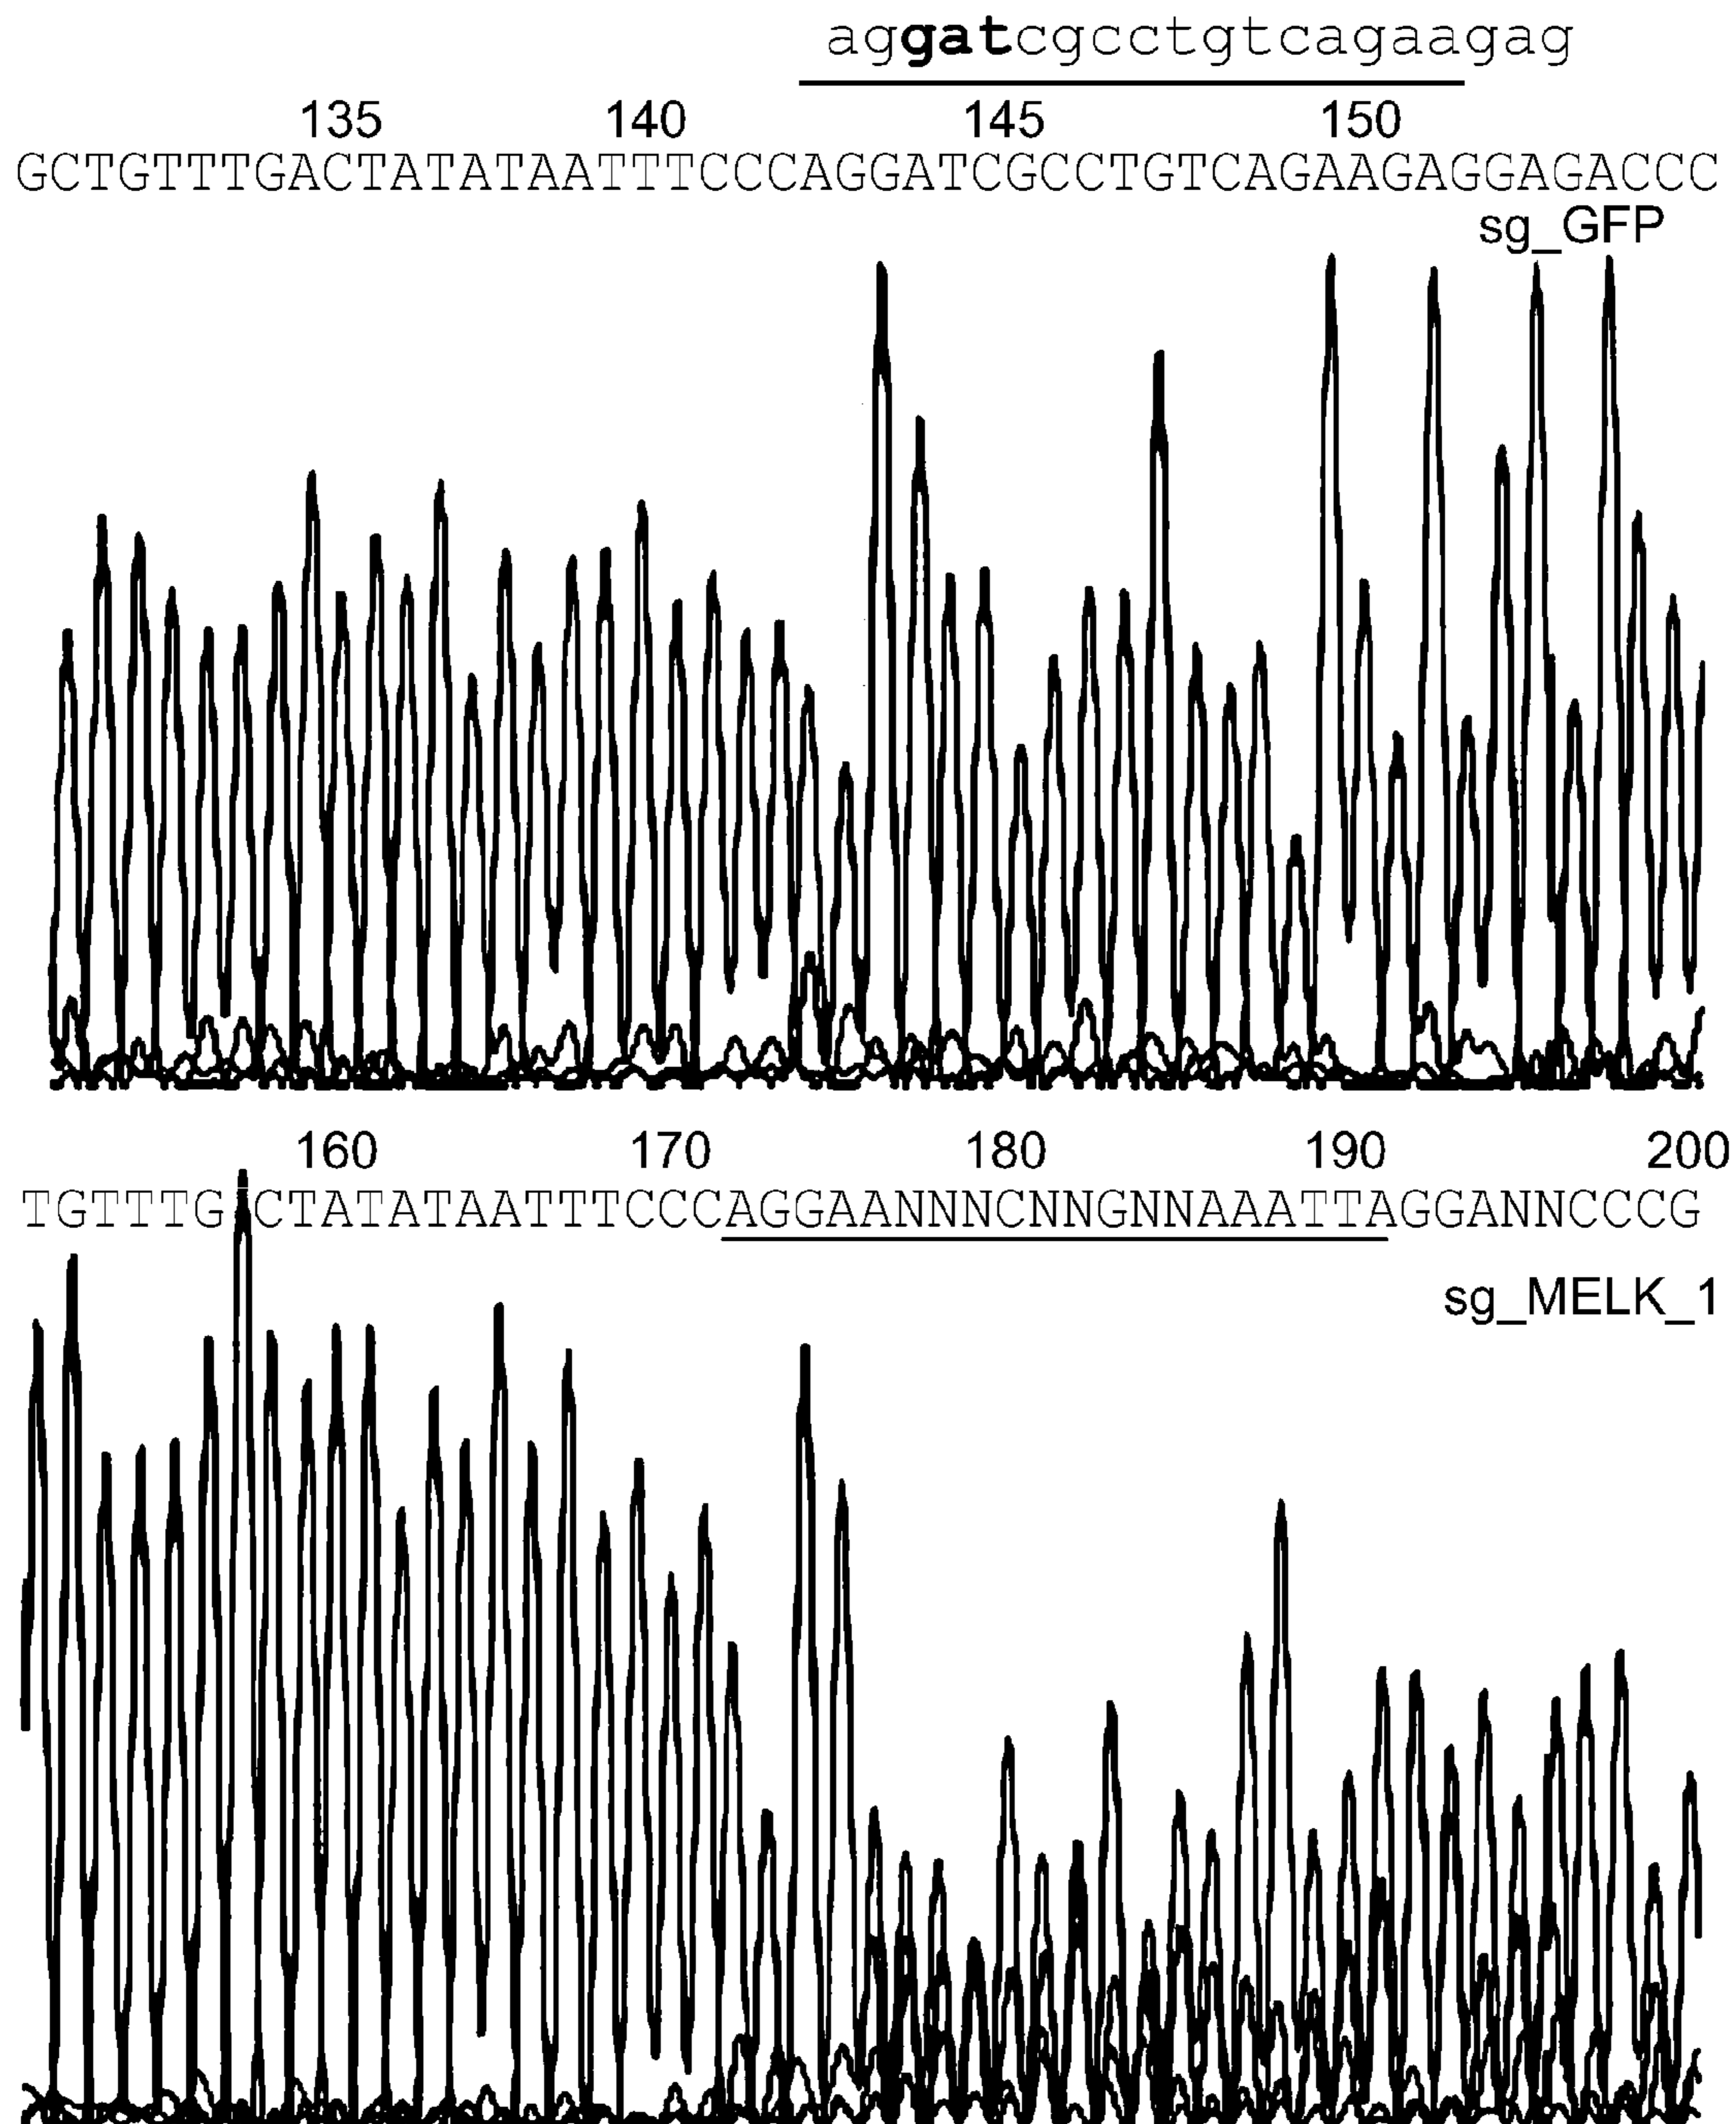 aggatcgcctgtcagaagag
135 140 145 150
GCTGTTTGACTATATAATTTCCCAGGATCGCCTGTCAGAAGAGGAGACCC
sg_GFP
160 170 180 190 200
TGTTTG CTATATAATTTCCCAGGAANNNCNNGNNAAATTAGGANNCCCG
sg_MELK_1